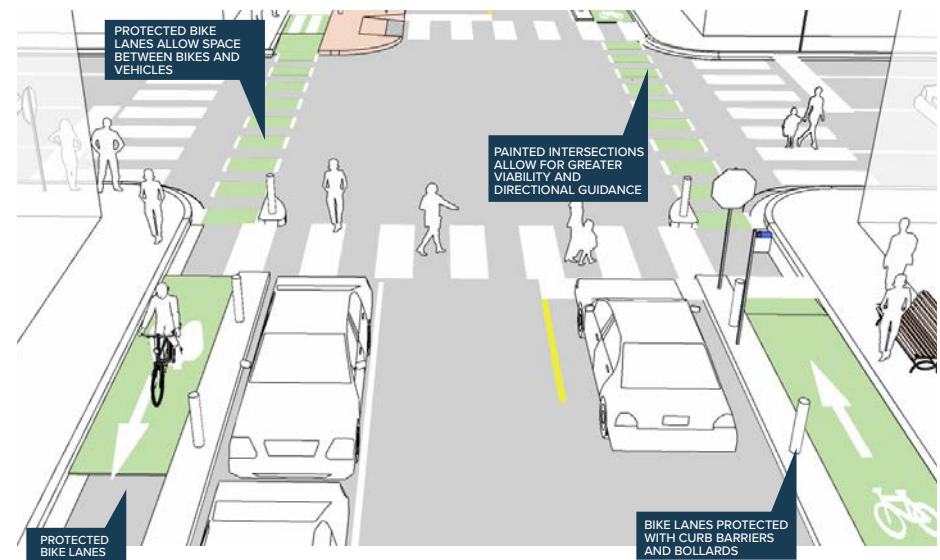 PROTECTED BIKE
LANES ALLOW SPACE
BETWEEN BIKES AND
VEHICLES
PAINTED INTERSECTIONS
ALLOW FOR GREATER
VIABILITY AND
DIRECTIONAL GUIDANCE
PROTECTED
BIKE LANES
BIKE LANES PROTECTED
WITH CURB BARRIERS
AND BOLLARDS